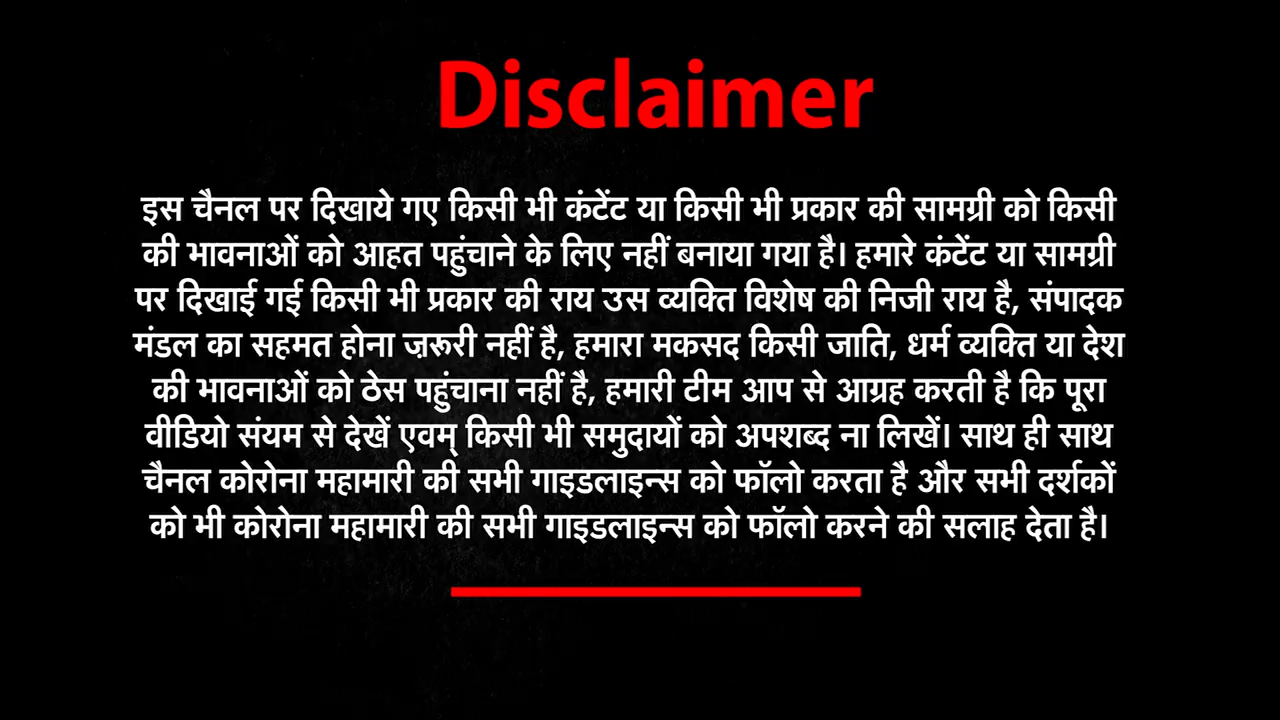 Disclaimer
इस चैनल पर दिखाये गए किसी भी कंटेंट या किसी भी प्रकार की सामग्री को किसी
की भावनाओं को आहत पहुंचाने के लिए नहीं बनाया गया है। हमारे कंटेंट या सामग्री
पर दिखाई गई किसी भी प्रकार की राय उस व्यक्ति विशेष की निजी राय है, संपादक
मंडल का सहमत होना ज़रूरी नहीं है, हमारा मकसद किसी जाति, धर्म व्यक्ति या देश
की भावनाओं को ठेस पहुंचाना नहीं है, हमारी टीम आप से आग्रह करती है कि पूरा
वीडियो संयम से देखें एवम् किसी भी समुदायों को अपशब्द ना लिखें। साथ ही साथ
चैनल कोरोना महामारी की सभी गाइडलाइन्स को फॉलो करता है और सभी दर्शकों
को भी कोरोना महामारी की सभी गाइडलाइन्स को फॉलो करने की सलाह देता है।